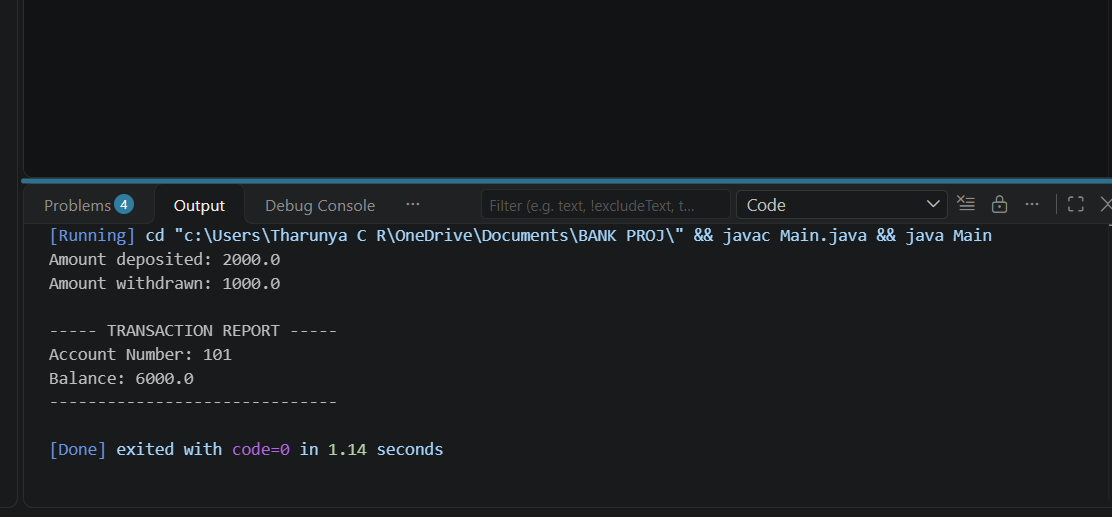 Problems 4 Output Debug Console ··· Filter (e.g. text, !excludeText, t... Code
[Running] cd "c:\Users\Tharunya C R\OneDrive\Documents\BANK PROJ\" && javac Main.java && java Main
Amount deposited: 2000.0
Amount withdrawn: 1000.0
----- TRANSACTION REPORT -----
Account Number: 101
Balance: 6000.0
------------------------------
[Done] exited with code=0 in 1.14 seconds